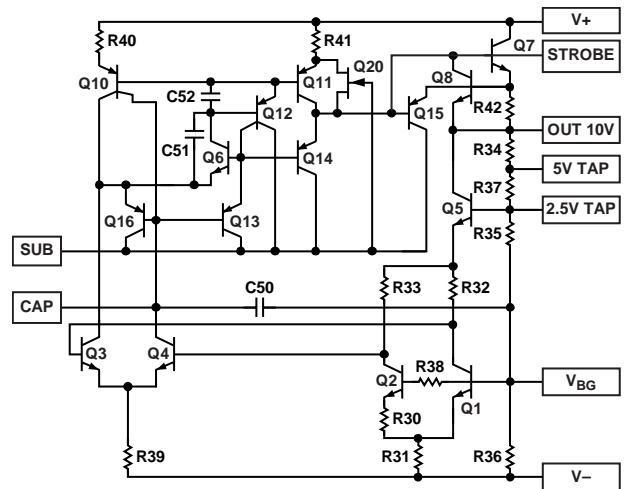 V+
R40
R41
Q7
STROBE
Q20
Q8
Q10
Q11
C52
Q12
Q15
R42
OUT 10V
C51
R34
Q6
Q14
5V TAP
R37
Q5
2.5V TAP
Q16
Q13
R35
SUB
C50
R33
R32
CAP
Q3
Q4
Q2
R38
VBG
R30
Q1
R39
R31
R36
V–